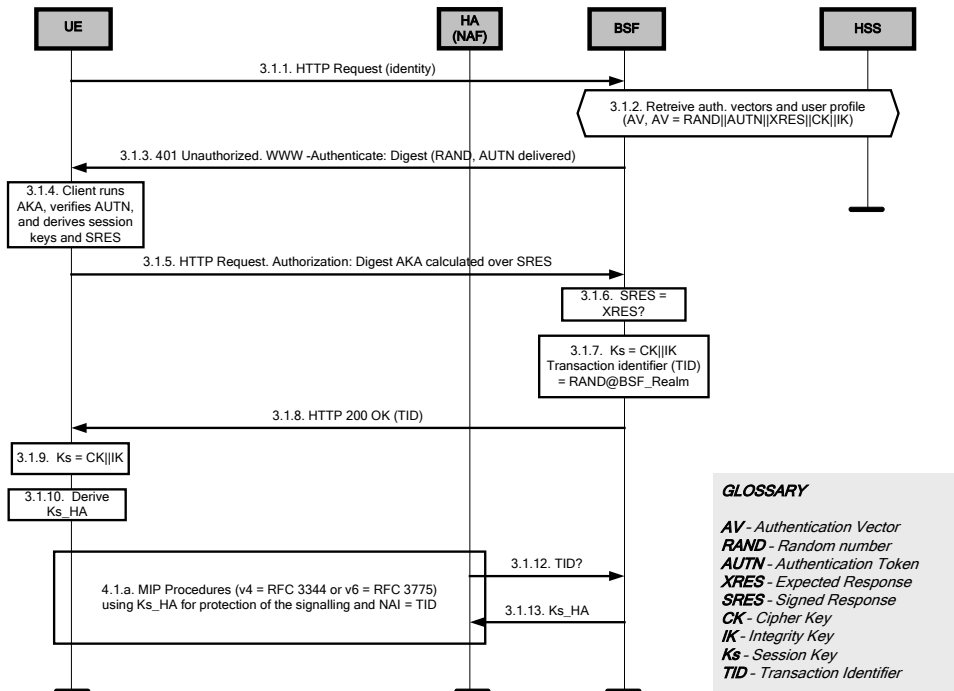 UE
HA
(NAF)
BSF
HSS
3.1.1. HTTP Request (identity)
3.1.2. Retreive auth. vectors and user profile
(AV, AV = RAND||AUTN||XRES||CK||IK)
3.1.3. 401 Unauthorized. WWW -Authenticate: Digest (RAND, AUTN delivered)
3.1.4. Client runs
AKA, verifies AUTN,
and derives session
keys and SRES
3.1.5. HTTP Request. Authorization: Digest AKA calculated over SRES
3.1.6. SRES =
XRES?
3.1.7. Ks = CK||IK
Transaction identifier (TID)
= RAND@BSF_Realm
3.1.8. HTTP 200 OK (TID)
3.1.9. Ks = CK||IK
3.1.10. Derive
Ks_HA
4.1.a. MIP Procedures (v4 = RFC 3344 or v6 = RFC 3775)
using Ks_HA for protection of the signalling and NAI = TID
3.1.12. TID?
3.1.13. Ks_HA
GLOSSARY
AV - Authentication Vector
RAND - Random number
AUTN - Authentication Token
XRES - Expected Response
SRES - Signed Response
CK - Cipher Key
IK - Integrity Key
Ks - Session Key
TID - Transaction Identifier